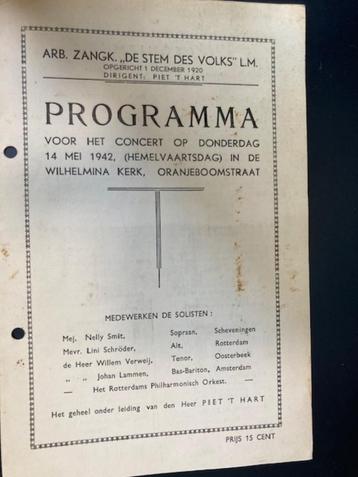 ARB. ZANGK. „DE STEM DES VOLKS" L.M.
OPGERICHT 1 DECEMBER 1920
DIRIGENT: PIET 'T HART
PROGRAMMA
VOOR HET CONCERT OP DONDERDAG
14 MEI 1942, (HEMELVAARTSDAG) IN DE
WILHELMINA KERK, ORANJEBOOMSTRAAT
MEDEWERKEN DE SOLISTEN :
Mej. Nelly Smit, Sopraan, Scheveningen
Mevr. Lini Schröder, Alt, Rotterdam
de Heer Willem Verweij, Tenor, Oosterbeek
„ „ Johan Lammen, Bas-Bariton, Amsterdam
Het Rotterdams Philharmonisch Orkest.
Het geheel onder leiding van den Heer PIET 'T HART
PRIJS 15 CENT